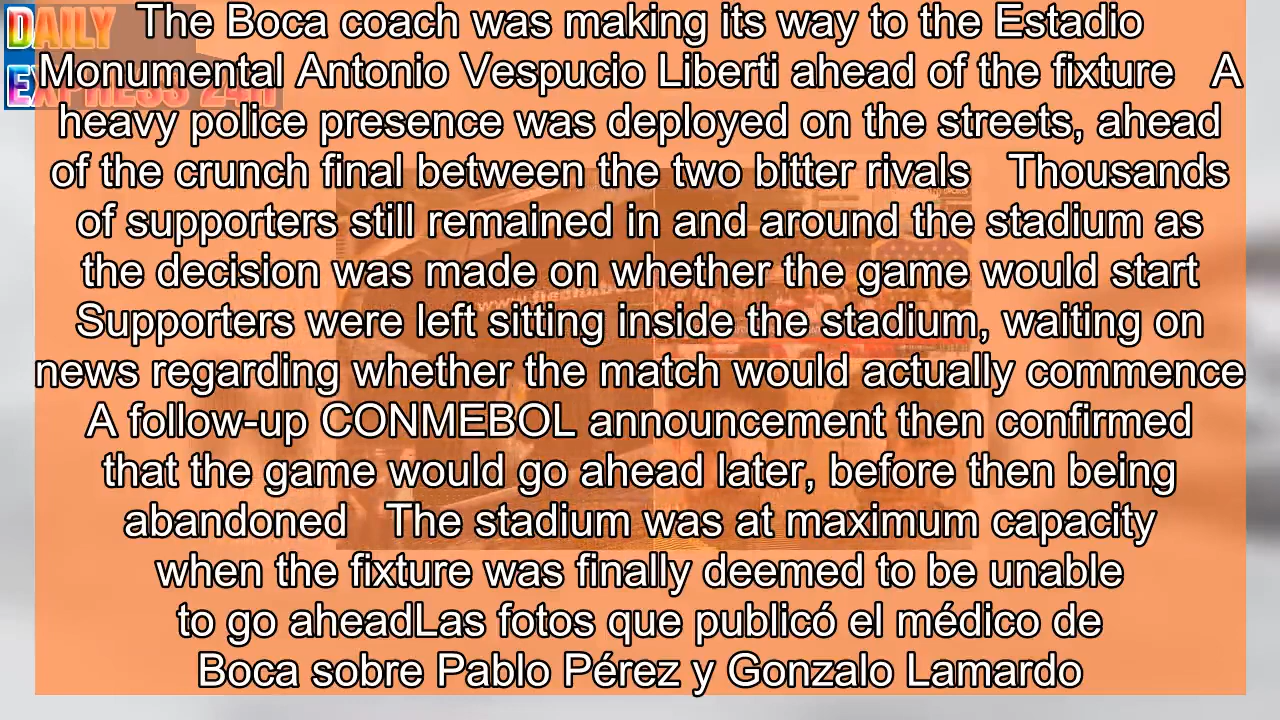 DAILY
EXPRESS 24H
The Boca coach was making its way to the Estadio
Monumental Antonio Vespucio Liberti ahead of the fixture   A
heavy police presence was deployed on the streets, ahead
of the crunch final between the two bitter rivals   Thousands
of supporters still remained in and around the stadium as
the decision was made on whether the game would start
Supporters were left sitting inside the stadium, waiting on
news regarding whether the match would actually commence
A follow-up CONMEBOL announcement then confirmed
that the game would go ahead later, before then being
abandoned   The stadium was at maximum capacity
when the fixture was finally deemed to be unable
to go aheadLas fotos que publicó el médico de
Boca sobre Pablo Pérez y Gonzalo Lamardo